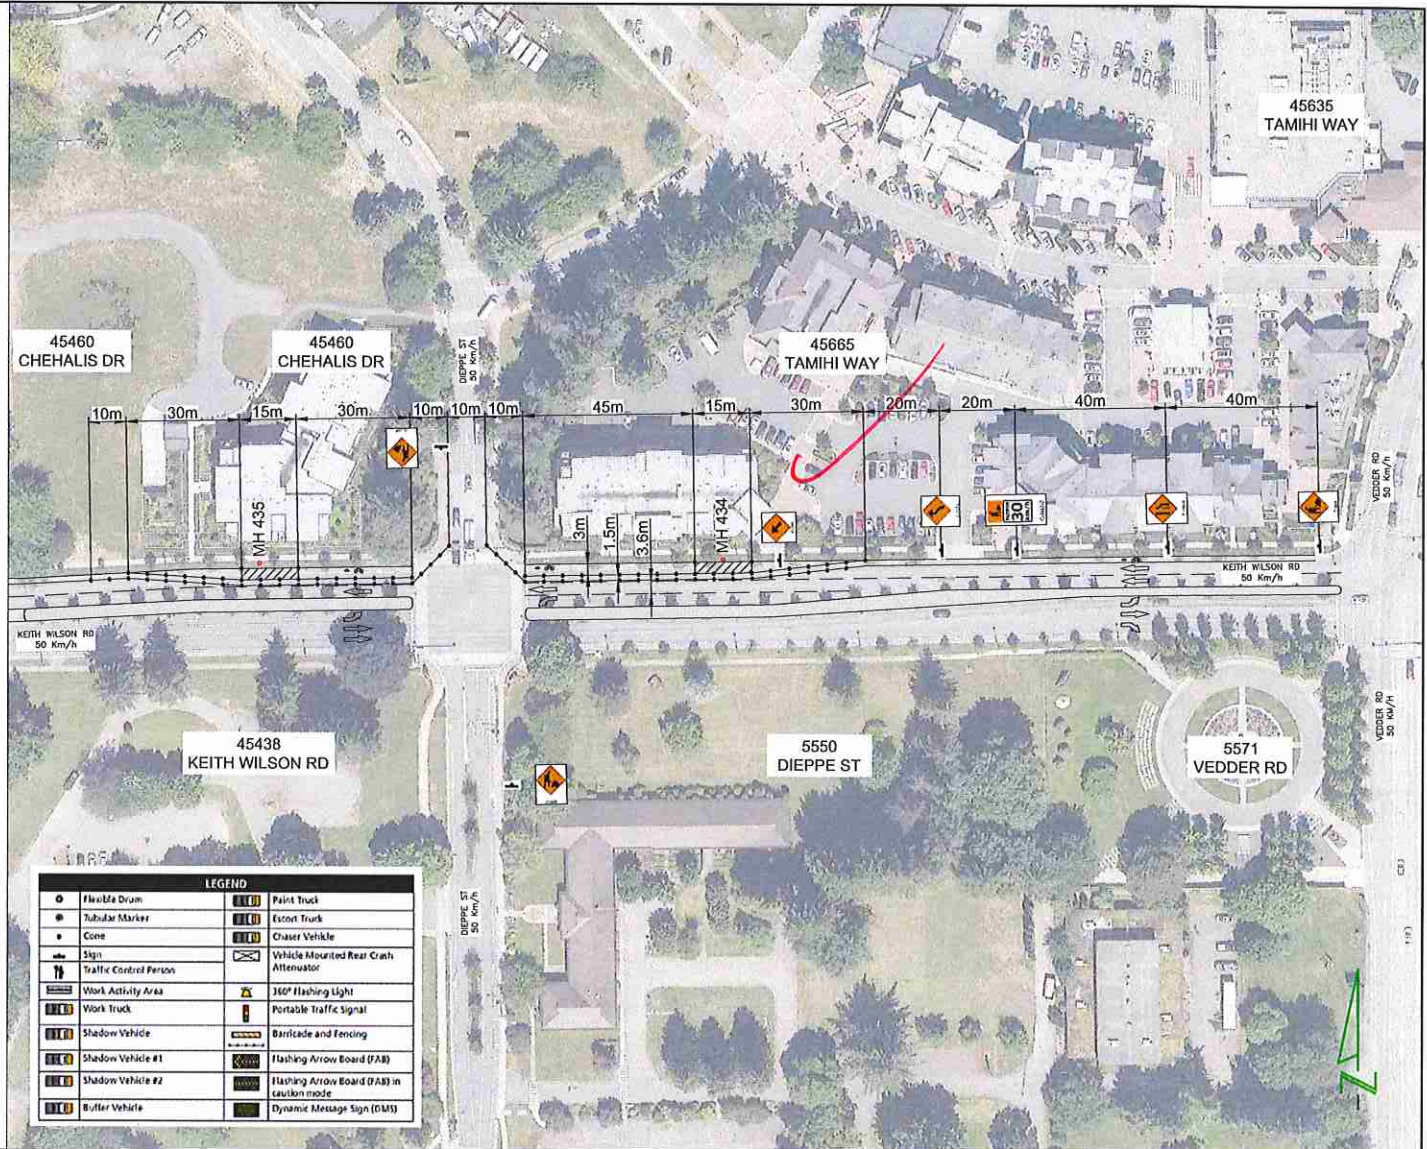 45635
TAMIHI WAY
45460
CHEHALIS DR
45460
CHEHALIS DR
DIEPPE ST
50 Km/h
45665
TAMIHI WAY
10m
30m
15m
30m
10m
10m
10m
45m
15m
30m
20m
20m
40m
40m
VEDDER RD
50 Km/h
MH 435
3m
1.5m
3.6m
MH 434
30
KEITH WILSON RD
50 Km/h
KEITH WILSON RD
50 Km/h
VEDDER RD
50 KM/H
45438
KEITH WILSON RD
5550
DIEPPE ST
5571
VEDDER RD
DIEPPE ST
50 Km/h
LEGEND
Flexible Drum
Paint Truck
Tubular Marker
Escort Truck
Cone
Chaser Vehicle
Sign
Vehicle Mounted Rear Crash
Attenuator
Traffic Control Person
Work Activity Area
360° Flashing Light
Work Truck
Portable Traffic Signal
Shadow Vehicle
Barricade and Fencing
Shadow Vehicle #1
Flashing Arrow Board (FAB)
Shadow Vehicle #2
Flashing Arrow Board (FAB) in
caution mode
Buffer Vehicle
Dynamic Message Sign (DMS)
N